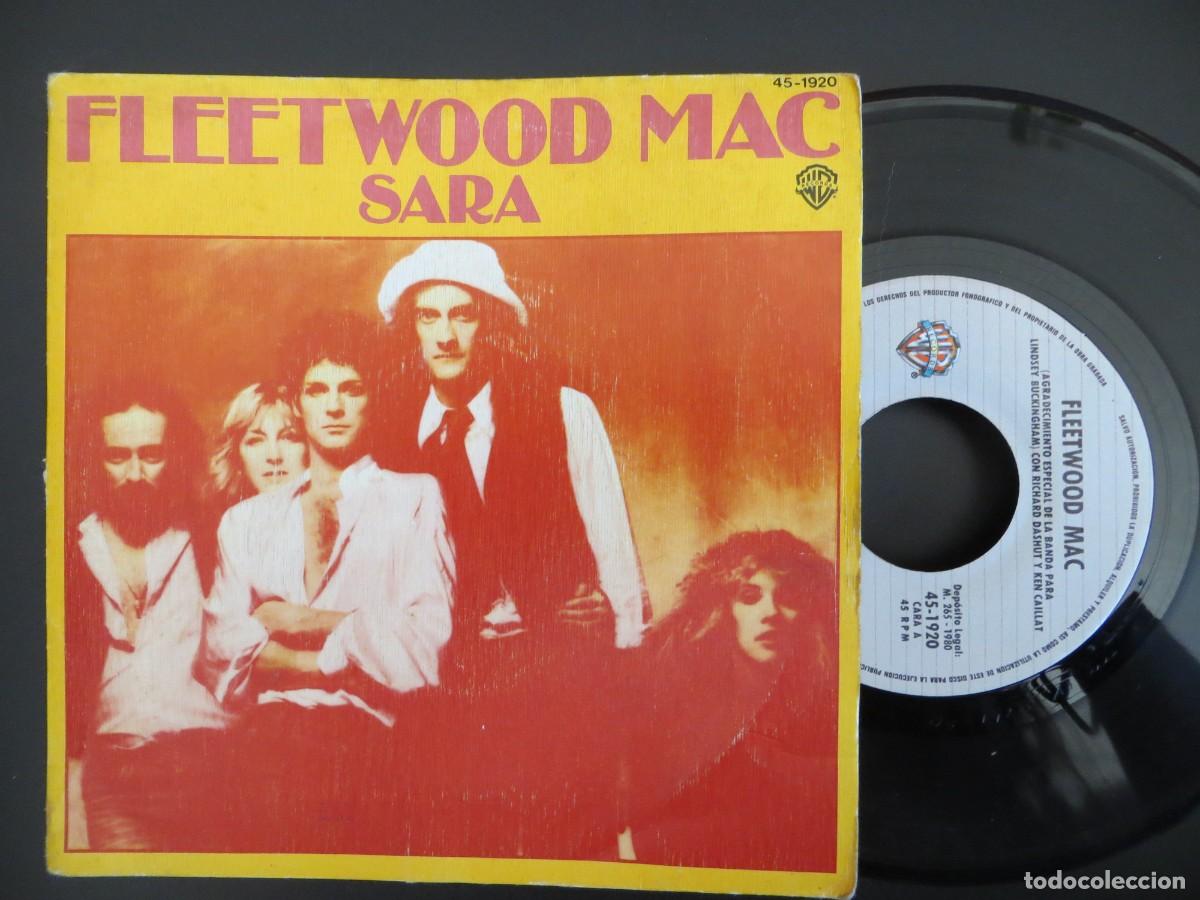 45-1920
FLEETWOOD MAC
SARA
RECORDS
LOS DERECHOS DEL PRODUCTOR FONOGRAFICO Y DEL PROPIETARIO DE LA OBRA GRABADA
SALVO AUTORIZACION, PROHIBIDOS LA DUPLICACION, ALQUILER Y PRESTAMO, ASI COMO LA UTILIZACION DE ESTE DISCO PARA LA EJECUCION PUBLIC
RECORDS
®
FLEETWOOD MAC
(AGRADECIMIENTO ESPECIAL DE LA BANDA PARA
LINDSEY BUCKINGHAM) CON RICHARD DASHUT Y KEN CAILLAT
Depósito Legal:
M. 265-1980
45-1920
CARA A
45 RPM
todocoleccion